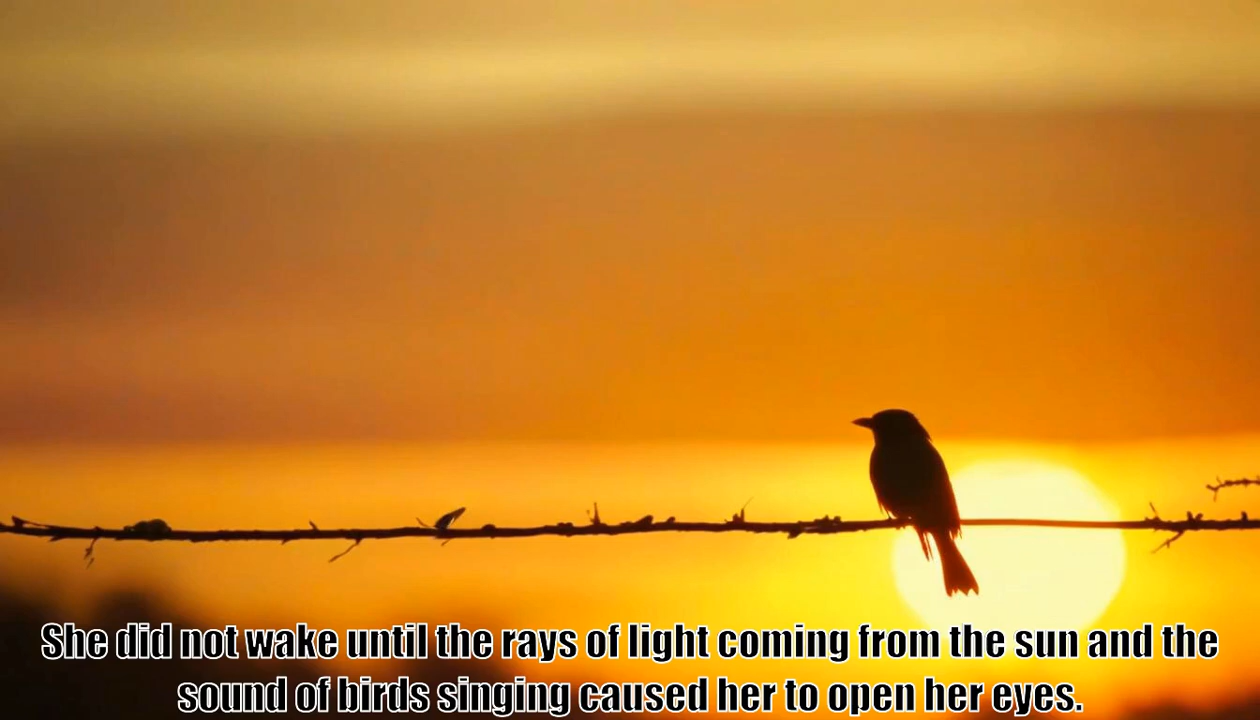 She did not wake until the rays of light coming from the sun and the
sound of birds singing caused her to open her eyes.